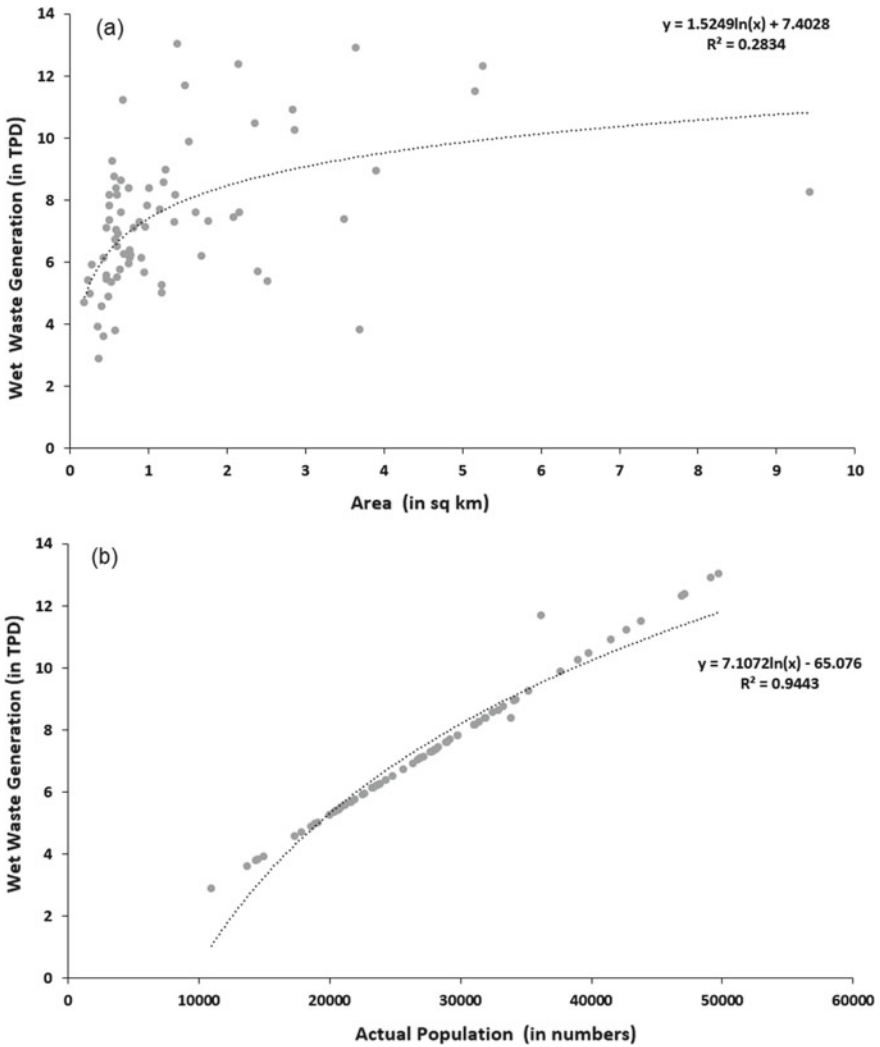 (a)
y = 1.5249ln(x) + 7.4028
R² = 0.2834
Wet Waste Generation (in TPD)
14
12
10
8
6
4
2
0
0 1 2 3 4 5 6 7 8 9 10
Area (in sq km)
(b)
y = 7.1072ln(x) - 65.076
R² = 0.9443
Wet Waste Generation (in TPD)
14
12
10
8
6
4
2
0
0 10000 20000 30000 40000 50000 60000
Actual Population (in numbers)